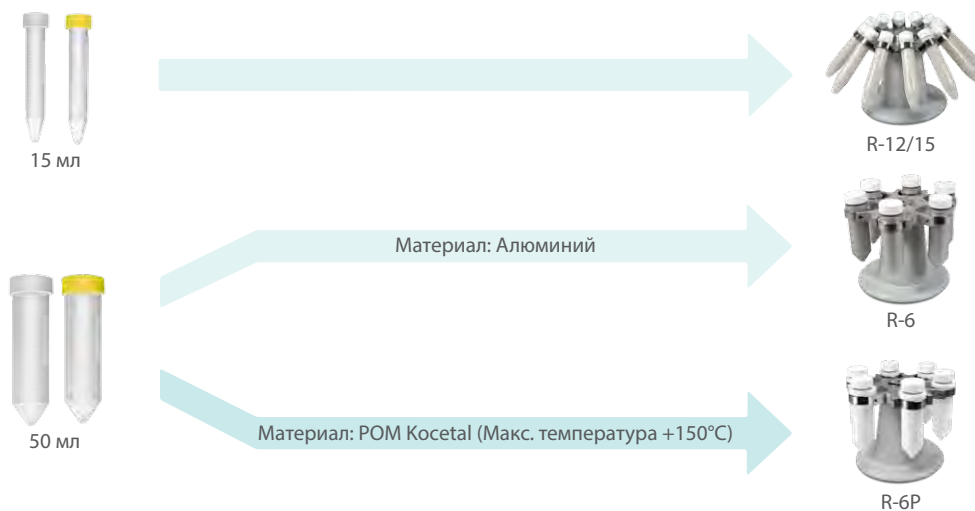 15 мл
R-12/15
Материал: Алюминий
R-6
50 мл
Материал: POM Kocetal (Макс. температура +150°C)
R-6P